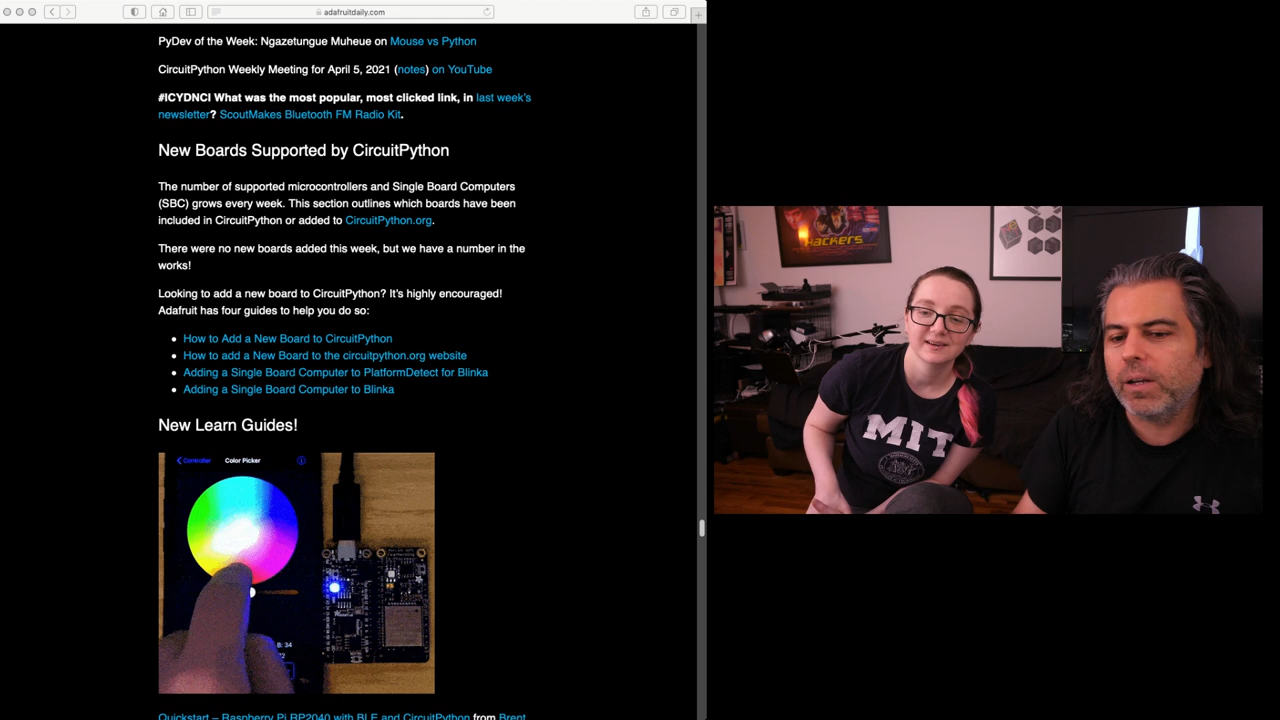 adafruitdaily.com
PyDev of the Week: Ngazetungue Muheue on Mouse vs Python
CircuitPython Weekly Meeting for April 5, 2021 (notes) on YouTube
#ICYDNCI What was the most popular, most clicked link, in last week's
newsletter? ScoutMakes Bluetooth FM Radio Kit.
New Boards Supported by CircuitPython
The number of supported microcontrollers and Single Board Computers
(SBC) grows every week. This section outlines which boards have been
included in CircuitPython or added to CircuitPython.org.
There were no new boards added this week, but we have a number in the
works!
Looking to add a new board to CircuitPython? It's highly encouraged!
Adafruit has four guides to help you do so:
How to Add a New Board to CircuitPython
How to add a New Board to the circuitpython.org website
Adding a Single Board Computer to PlatformDetect for Blinka
Adding a Single Board Computer to Blinka
New Learn Guides!
Controller Color Picker
B: 34
Quickstart – Raspberry Pi RP2040 with BLE and CircuitPython from Brent
Hackers
MIT